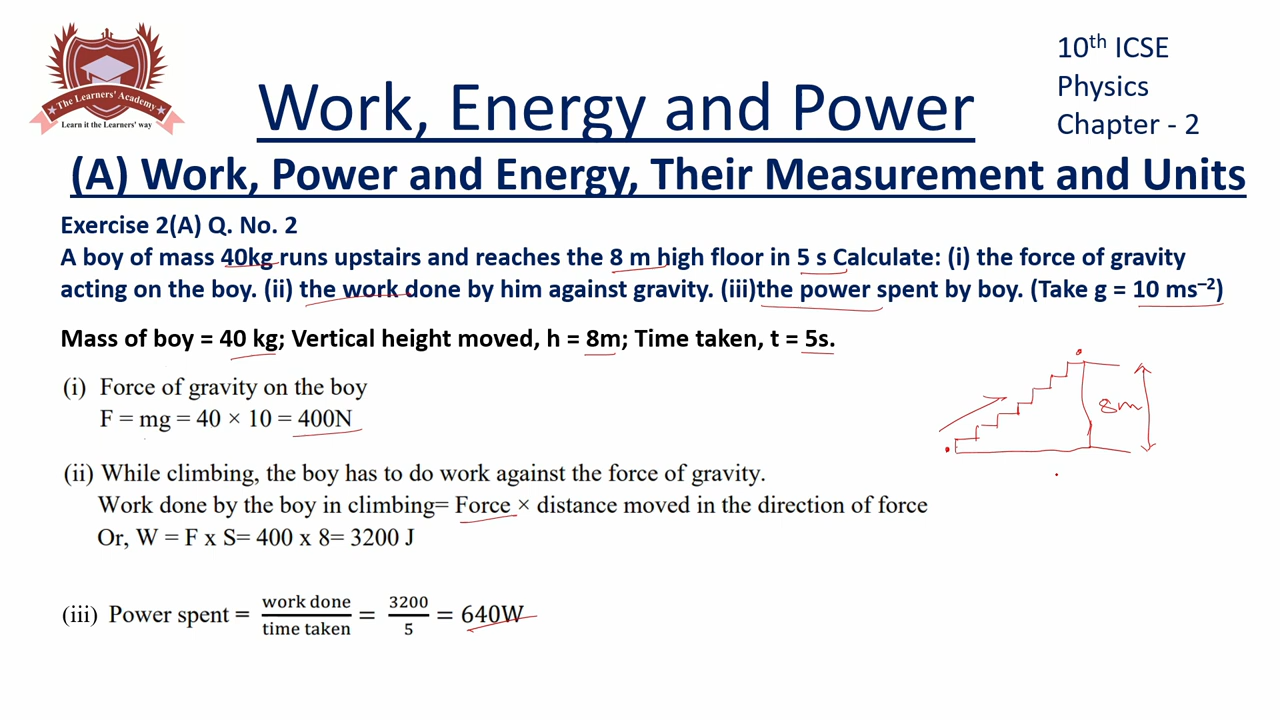 The Learners' Academy
Learn it the Learners' way
10th ICSE
Physics
Chapter - 2
Work, Energy and Power
(A) Work, Power and Energy, Their Measurement and Units
Exercise 2(A) Q. No. 2
A boy of mass 40kg runs upstairs and reaches the 8 m high floor in 5 s Calculate: (i) the force of gravity
acting on the boy. (ii) the work done by him against gravity. (iii)the power spent by boy. (Take g = 10 ms⁻²)
Mass of boy = 40 kg; Vertical height moved, h = 8m; Time taken, t = 5s.
(i) Force of gravity on the boy
F = mg = 40 × 10 = 400N
8m
(ii) While climbing, the boy has to do work against the force of gravity.
Work done by the boy in climbing= Force × distance moved in the direction of force
Or, W = F x S= 400 x 8= 3200 J
(iii) Power spent = work done / time taken = 3200 / 5 = 640W